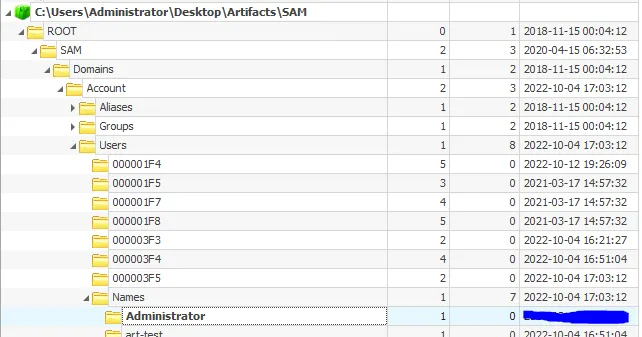 C:\Users\Administrator\Desktop\Artifacts\SAM
ROOT 0 1 2018-11-15 00:04:12
SAM 2 3 2020-04-15 06:32:53
Domains 1 2 2018-11-15 00:04:12
Account 2 3 2022-10-04 17:03:12
Aliases 1 2 2018-11-15 00:04:12
Groups 1 2 2018-11-15 00:04:12
Users 1 8 2022-10-04 17:03:12
000001F4 5 0 2022-10-12 19:26:09
000001F5 3 0 2021-03-17 14:57:32
000001F7 4 0 2021-03-17 14:57:32
000001F8 5 0 2021-03-17 14:57:32
000003F3 2 0 2022-10-04 16:21:27
000003F4 4 0 2022-10-04 16:51:04
000003F5 2 0 2022-10-04 17:03:12
Names 1 7 2022-10-04 17:03:12
Administrator 1 0
art-test 1 0 2022-10-04 16:51:04